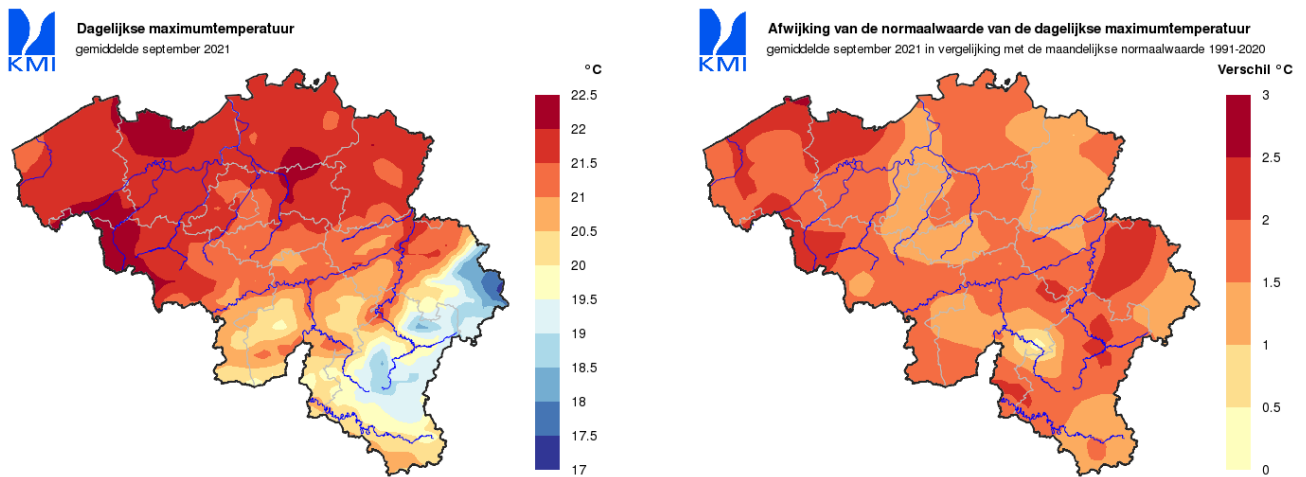 Dagelijkse maximumtemperatuur
gemiddelde september 2021
KMI
°C
22.5
22
21.5
21
20.5
20
19.5
19
18.5
18
17.5
17
Afwijking van de normaalwaarde van de dagelijkse maximumtemperatuur
gemiddelde september 2021 in vergelijking met de maandelijkse normaalwaarde 1991-2020
KMI
Verschil °C
3
2.5
2
1.5
1
0.5
0